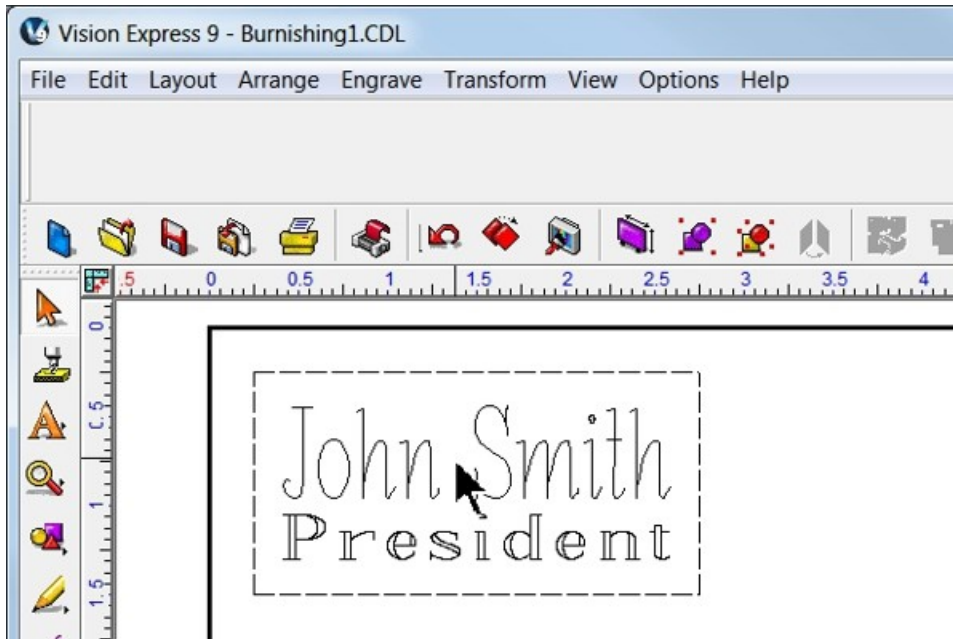 Vision Express 9 - Burnishing1.CDL
File Edit Layout Arrange Engrave Transform View Options Help
.5 0 0.5 1 1.5 2 2.5 3 3.5 4
0
0.5
1
1.5
John Smith
President